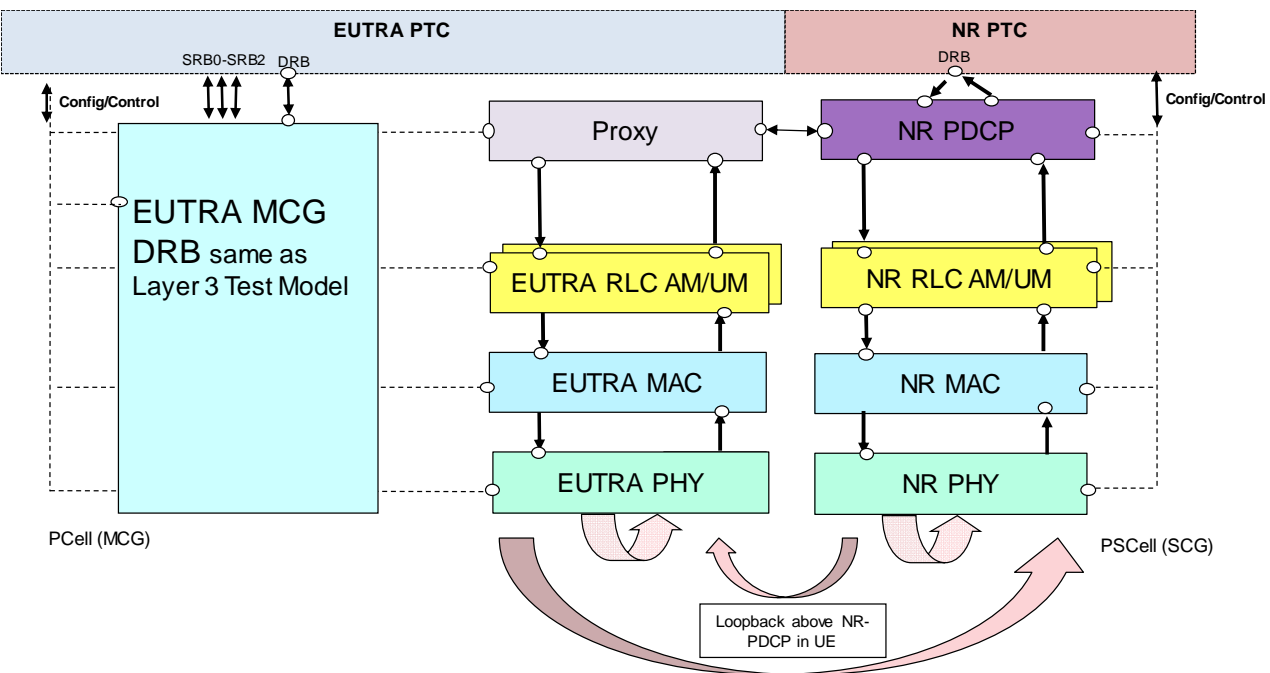 EUTRA PTC
NR PTC
SRB0-SRB2
DRB
DRB
Config/Control
Config/Control
Proxy
NR PDCP
EUTRA MCG
DRB same as
Layer 3 Test Model
EUTRA RLC AM/UM
NR RLC AM/UM
EUTRA MAC
NR MAC
EUTRA PHY
NR PHY
PCell (MCG)
PSCell (SCG)
Loopback above NR-
PDCP in UE